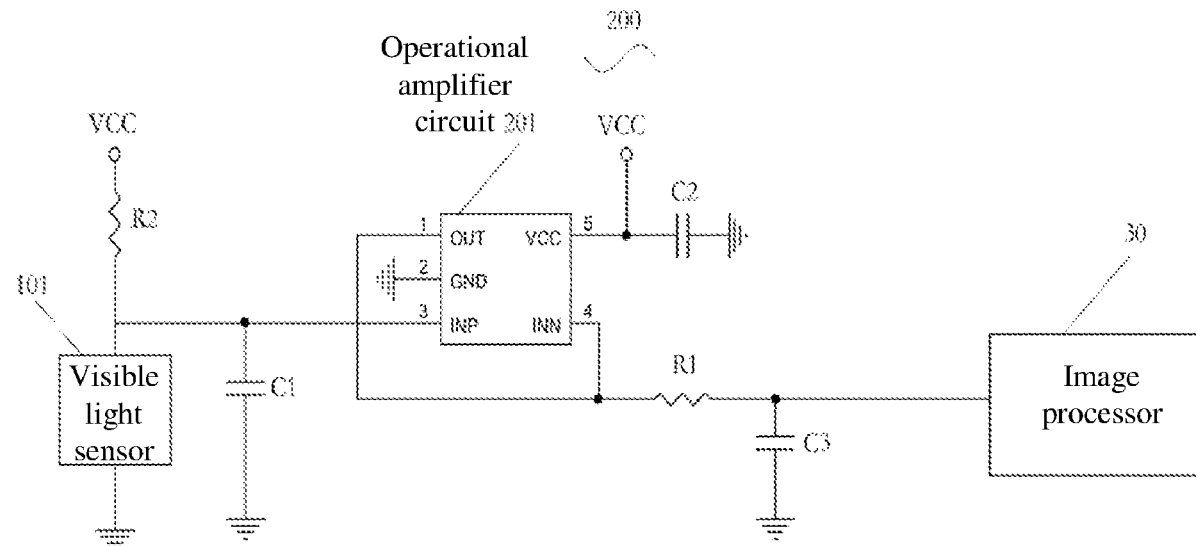 200
Operational
amplifier
circuit 201
VCC
VCC
R2
C2
1
OUT
VCC
5
2
GND
3
INP
INN
4
30
101
Visible
light
sensor
C1
R1
C3
Image
processor